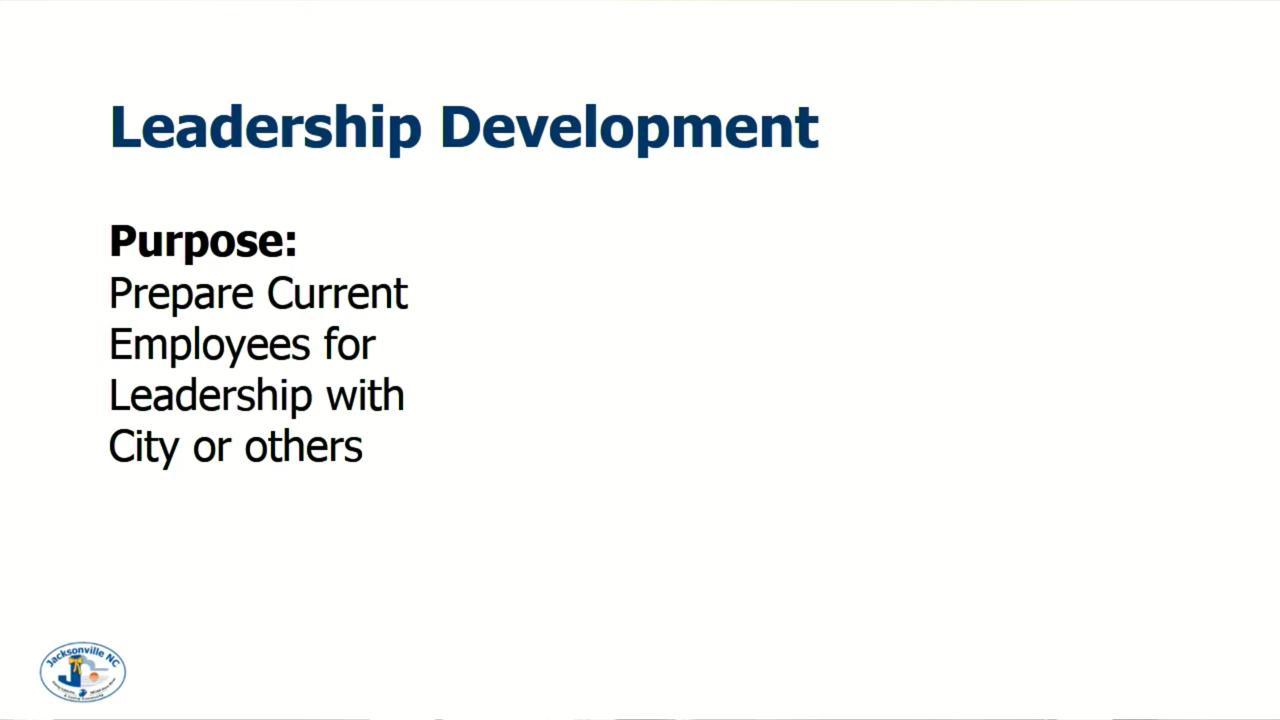 Leadership Development
Purpose:
Prepare Current
Employees for
Leadership with
City or others
Jacksonville NC